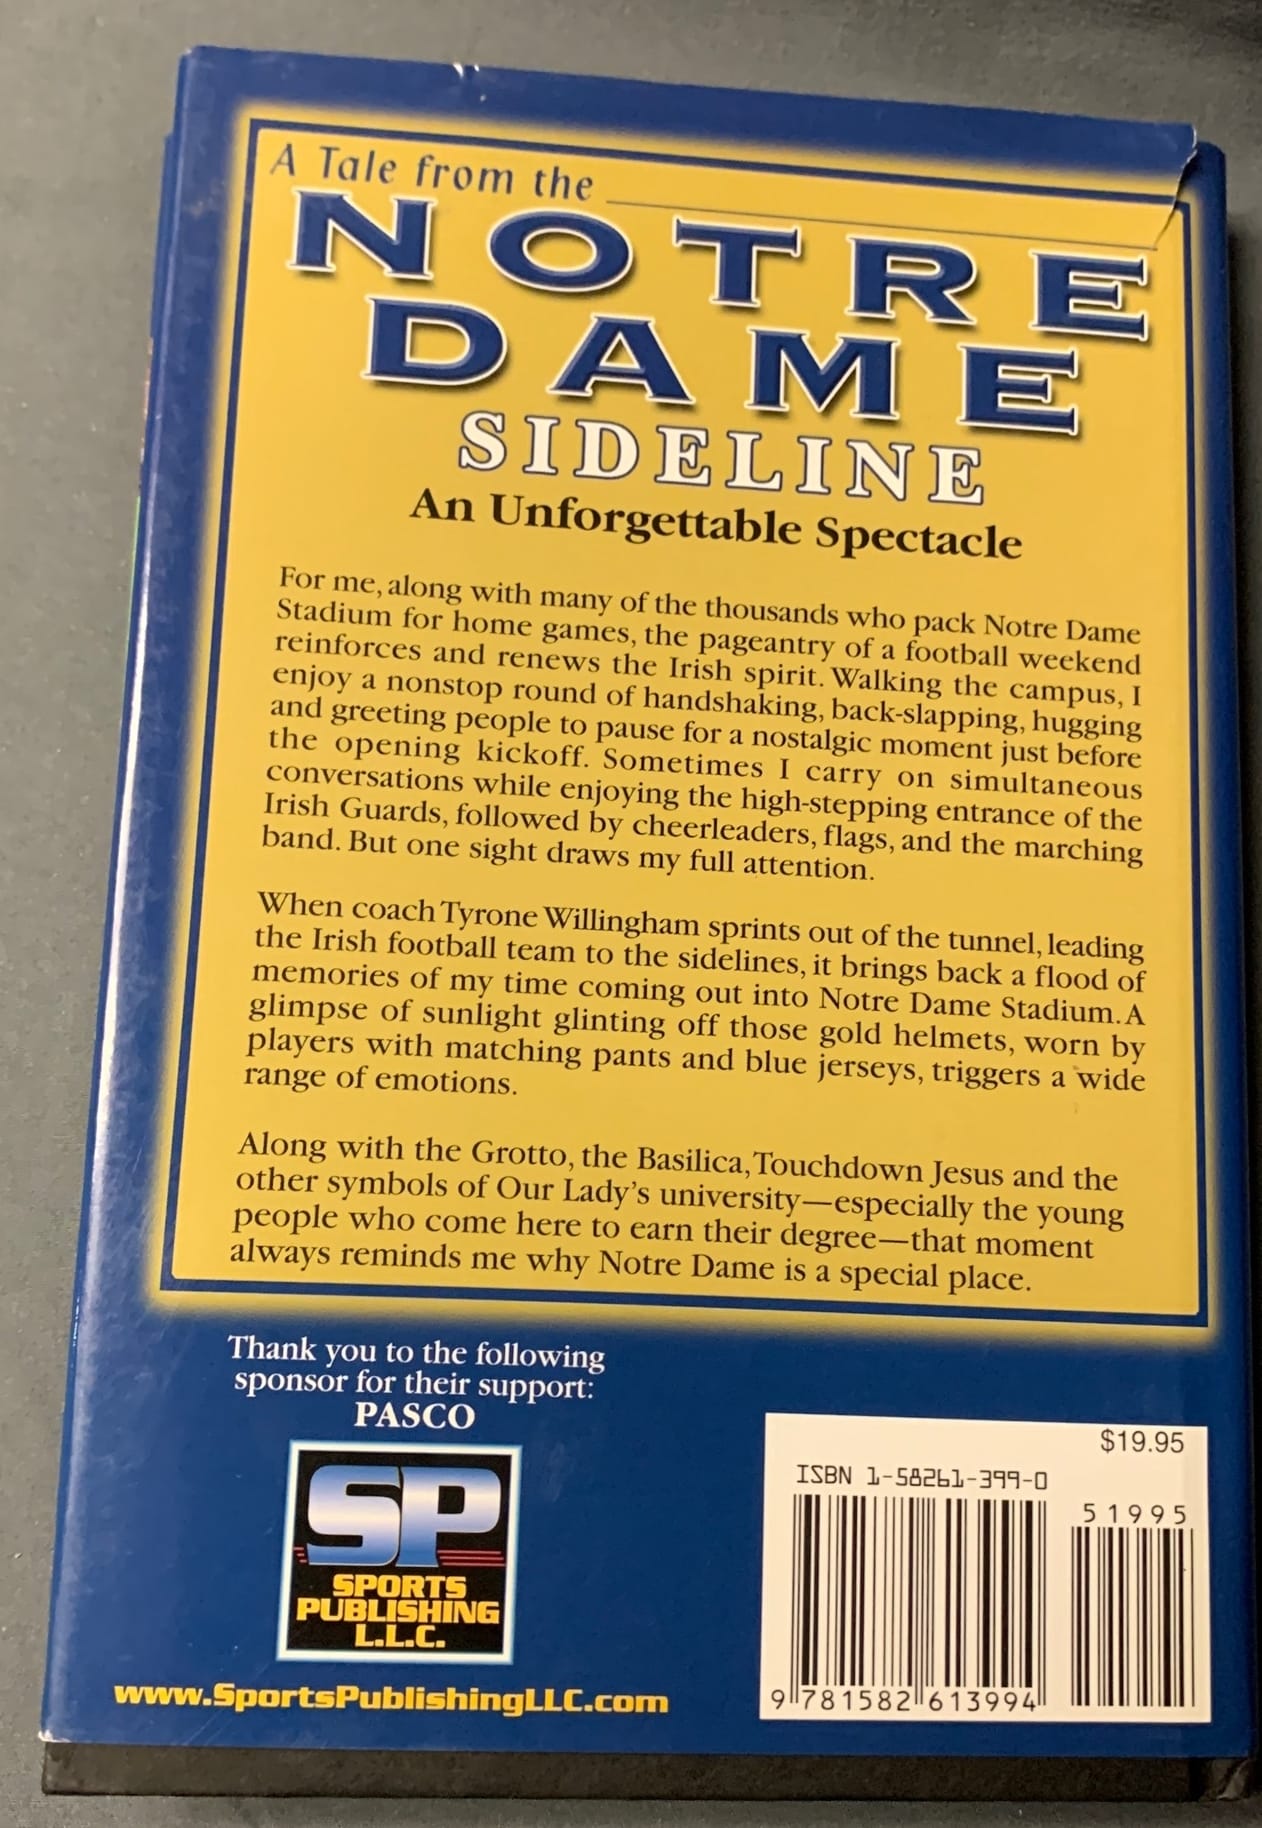 A Tale from the
NOTRE
DAME
SIDELINE
An Unforgettable Spectacle
For me, along with many of the thousands who pack Notre Dame
Stadium for home games, the pageantry of a football weekend
reinforces and renews the Irish spirit. Walking the campus, I
enjoy a nonstop round of handshaking, back-slapping, hugging
and greeting people to pause for a nostalgic moment just before
the opening kickoff. Sometimes I carry on simultaneous
conversations while enjoying the high-stepping entrance of the
Irish Guards, followed by cheerleaders, flags, and the marching
band. But one sight draws my full attention.
When coach Tyrone Willingham sprints out of the tunnel, leading
the Irish football team to the sidelines, it brings back a flood of
memories of my time coming out into Notre Dame Stadium. A
glimpse of sunlight glinting off those gold helmets, worn by
players with matching pants and blue jerseys, triggers a wide
range of emotions.
Along with the Grotto, the Basilica, Touchdown Jesus and the
other symbols of Our Lady's university—especially the young
people who come here to earn their degree—that moment
always reminds me why Notre Dame is a special place.
Thank you to the following
sponsor for their support:
PASCO
SP
SPORTS
PUBLISHING
L.L.C.
www.SportsPublishingLLC.com
$19.95
ISBN 1-58261-399-0
51995
9 781582 613994